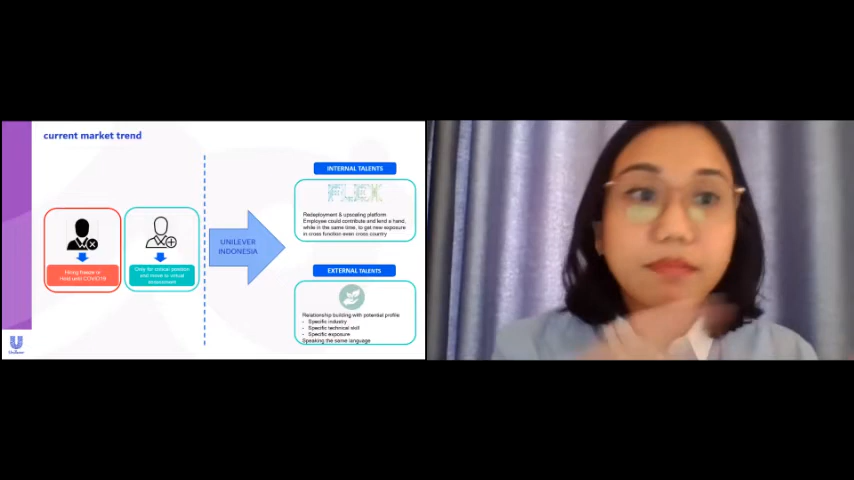 current market trend
Hiring freeze or
Hold until COVID19
Only for critical position
and move to virtual
assessment
UNILEVER
INDONESIA
INTERNAL TALENTS
FLEX
Redeployment & upscaling platform
Employee could contribute and lend a hand,
while in the same time, to get new exposure
in cross function even cross country
EXTERNAL TALENTS
Relationship building with potential profile
- Specific industry
- Specific technical skill
- Specific exposure
Speaking the same language
Unilever